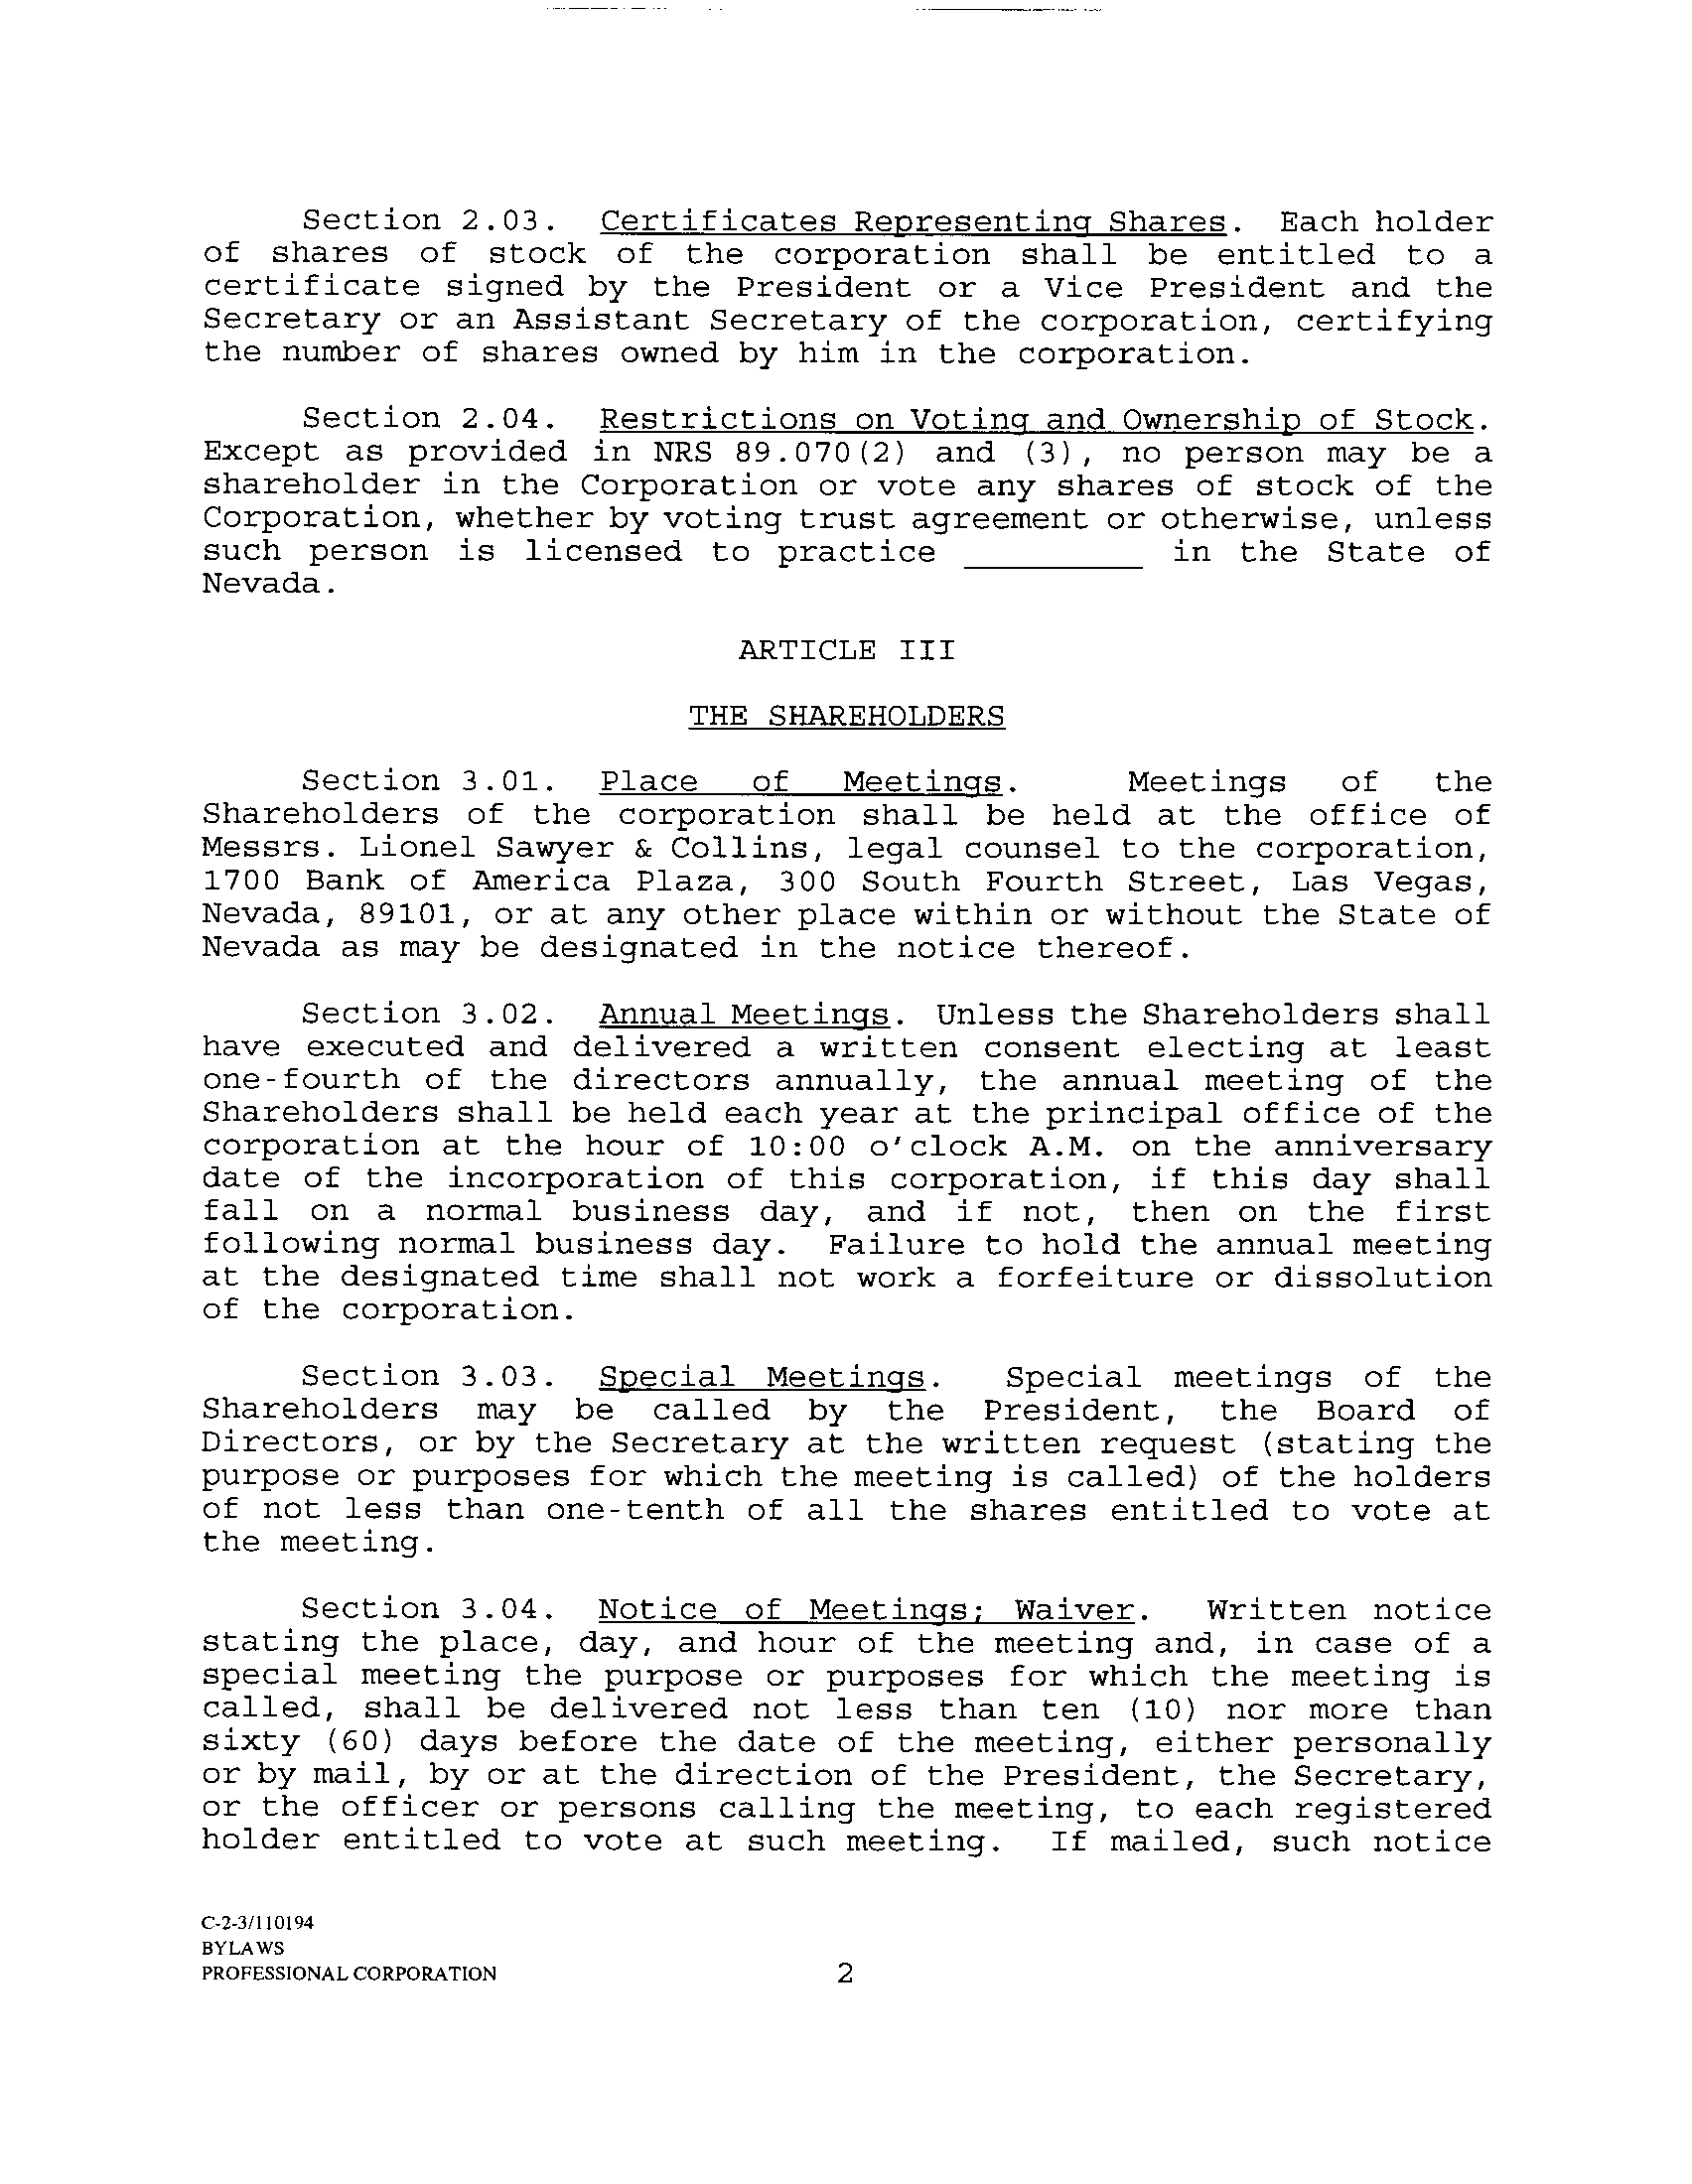 Section 2.03. Certificates Representing Shares. Each holder
of shares of stock of the corporation shall be entitled to a
certificate signed by the President or a Vice President and the
Secretary or an Assistant Secretary of the corporation, certifying
the number of shares owned by him in the corporation.
Section 2.04. Restrictions on Voting and Ownership of Stock.
Except as provided in NRS 89.070(2) and (3), no person may be a
shareholder in the Corporation or vote any shares of stock of the
Corporation, whether by voting trust agreement or otherwise, unless
such person is licensed to practice _________ in the State of
Nevada.
ARTICLE III
THE SHAREHOLDERS
Section 3.01. Place of Meetings. Meetings of the
Shareholders of the corporation shall be held at the office of
Messrs. Lionel Sawyer & Collins, legal counsel to the corporation,
1700 Bank of America Plaza, 300 South Fourth Street, Las Vegas,
Nevada, 89101, or at any other place within or without the State of
Nevada as may be designated in the notice thereof.
Section 3.02. Annual Meetings. Unless the Shareholders shall
have executed and delivered a written consent electing at least
one-fourth of the directors annually, the annual meeting of the
Shareholders shall be held each year at the principal office of the
corporation at the hour of 10:00 o'clock A.M. on the anniversary
date of the incorporation of this corporation, if this day shall
fall on a normal business day, and if not, then on the first
following normal business day. Failure to hold the annual meeting
at the designated time shall not work a forfeiture or dissolution
of the corporation.
Section 3.03. Special Meetings. Special meetings of the
Shareholders may be called by the President, the Board of
Directors, or by the Secretary at the written request (stating the
purpose or purposes for which the meeting is called) of the holders
of not less than one-tenth of all the shares entitled to vote at
the meeting.
Section 3.04. Notice of Meetings; Waiver. Written notice
stating the place, day, and hour of the meeting and, in case of a
special meeting the purpose or purposes for which the meeting is
called, shall be delivered not less than ten (10) nor more than
sixty (60) days before the date of the meeting, either personally
or by mail, by or at the direction of the President, the Secretary,
or the officer or persons calling the meeting, to each registered
holder entitled to vote at such meeting. If mailed, such notice
C-2-3/110194
BYLAWS
PROFESSIONAL CORPORATION 2